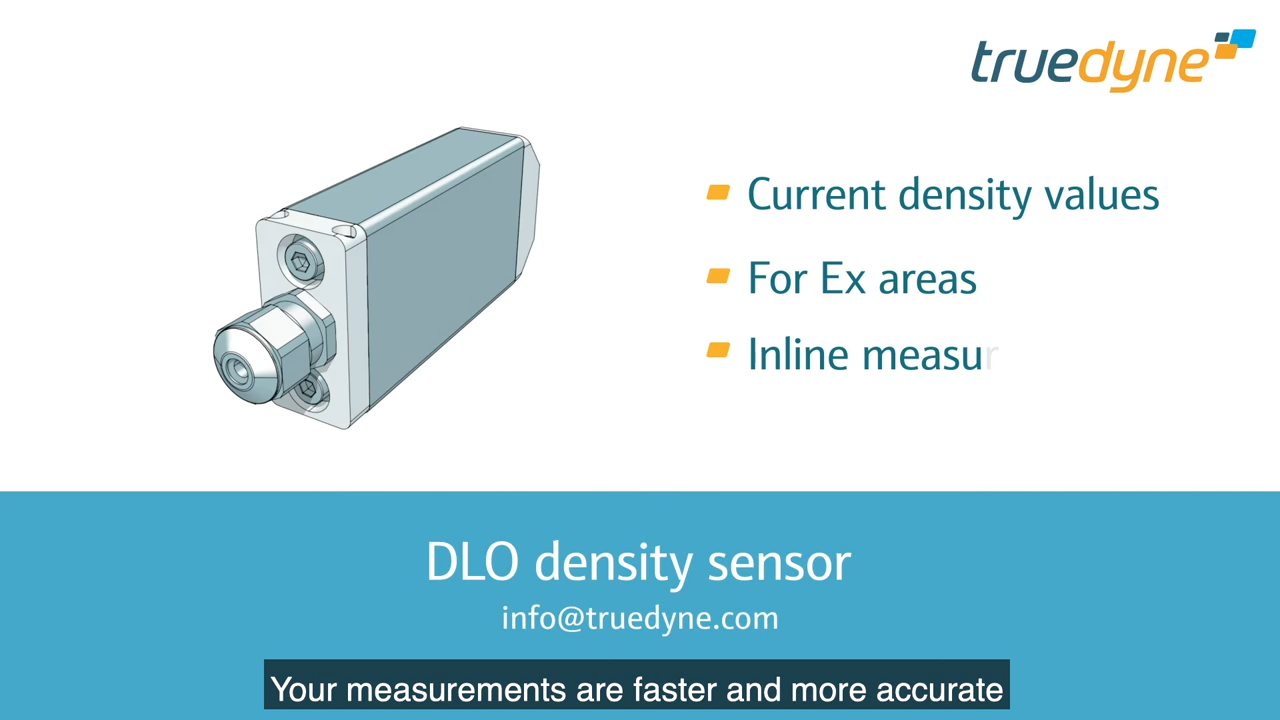 truedyne
Current density values
For Ex areas
Inline measur
DLO density sensor
info@truedyne.com
Your measurements are faster and more accurate